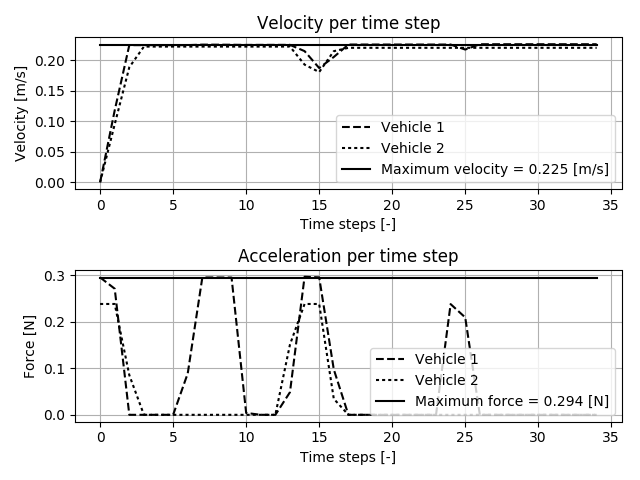 Velocity per time step
Velocity [m/s]
0.20
0.15
0.10
0.05
0.00
Vehicle 1
Vehicle 2
Maximum velocity = 0.225 [m/s]
0 5 10 15 20 25 30 35
Time steps [-]
Acceleration per time step
Force [N]
0.3
0.2
0.1
0.0
Vehicle 1
Vehicle 2
Maximum force = 0.294 [N]
0 5 10 15 20 25 30 35
Time steps [-]